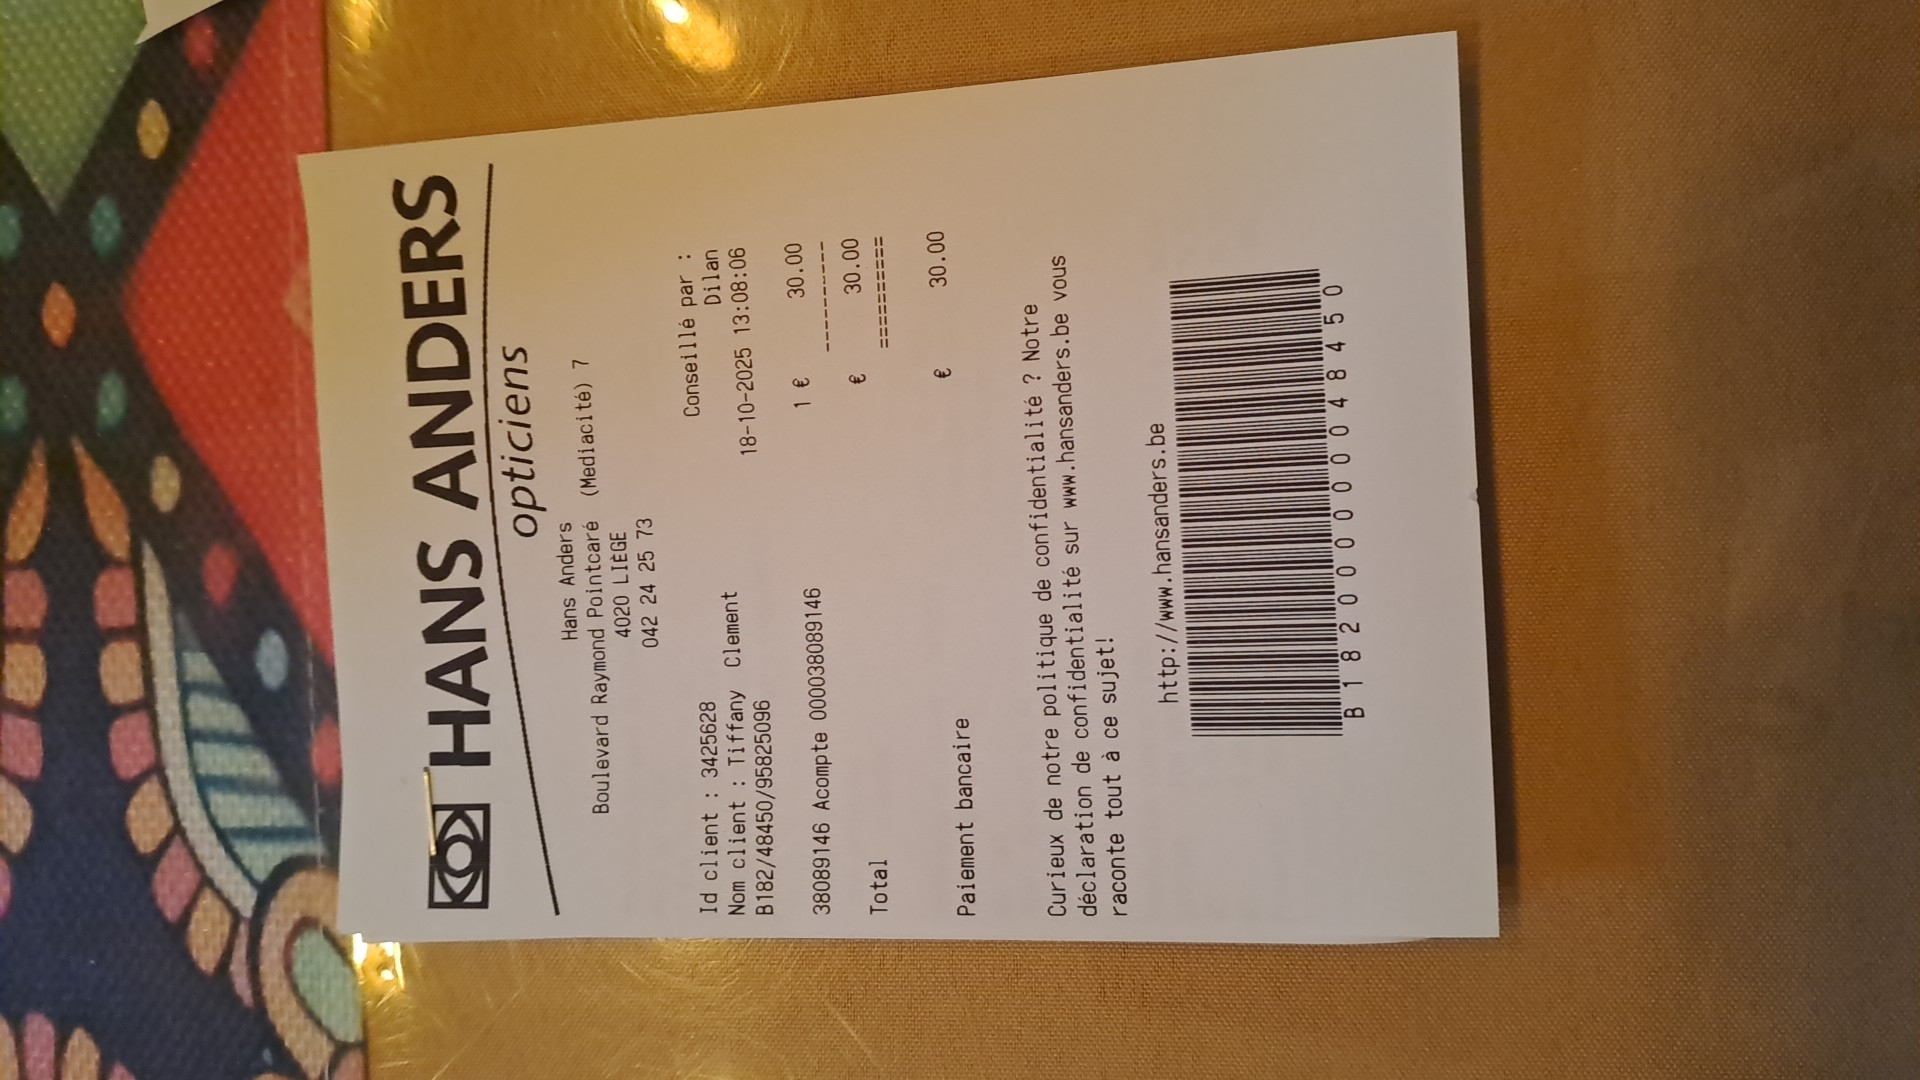 HANS ANDERS
opticiens
Hans Anders
Boulevard Raymond Pointcaré (Mediacité) 7
4020 LIÈGE
042 24 25 73
Conseillé par :
Id client : 3425628 Dilan
Nom client : Tiffany Clement 18-10-2025 13:08:06
B182/48450/95825096
38089146 Acompte 000038089146 1 € 30.00
----------
Total € 30.00
==========
Paiement bancaire € 30.00
Curieux de notre politique de confidentialité ? Notre
déclaration de confidentialité sur www.hansanders.be vous
raconte tout à ce sujet!
http://www.hansanders.be
B182000000048450